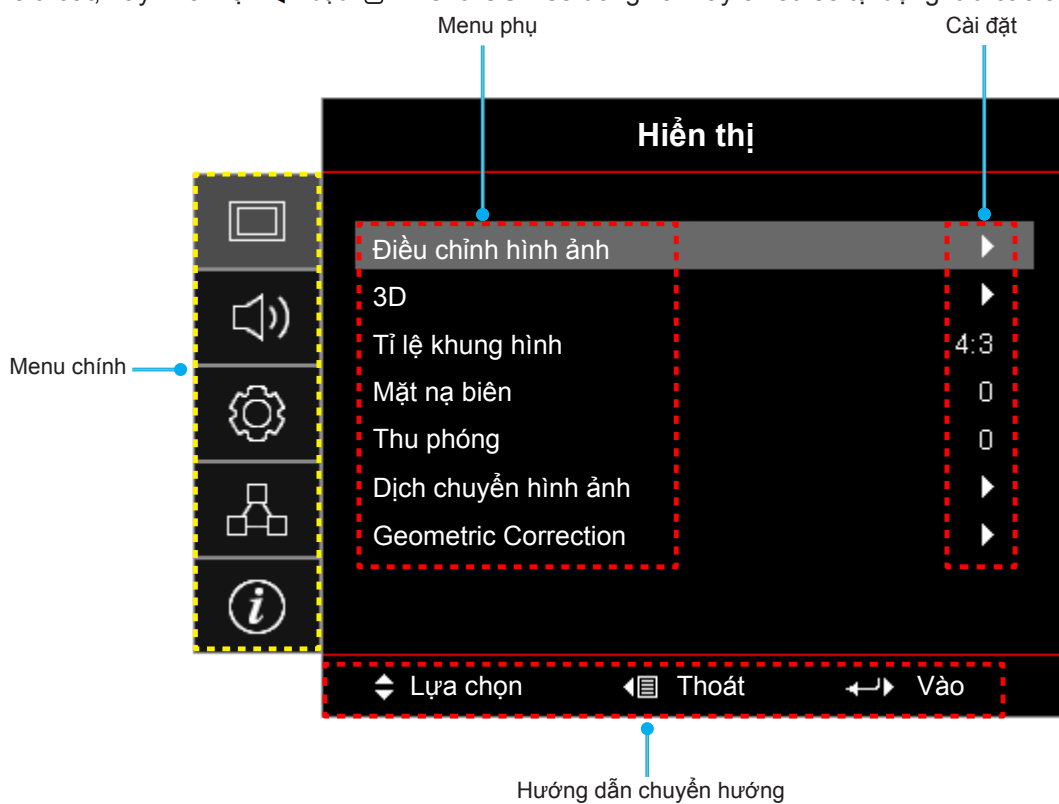 Menu phụ
Cài đặt
Hiển thị
Điều chỉnh hình ảnh
3D
Tỉ lệ khung hình 4:3
Menu chính
Mặt nạ biên 0
Thu phóng 0
Dịch chuyển hình ảnh
Geometric Correction
Lựa chọn Thoát Vào
Hướng dẫn chuyển hướng